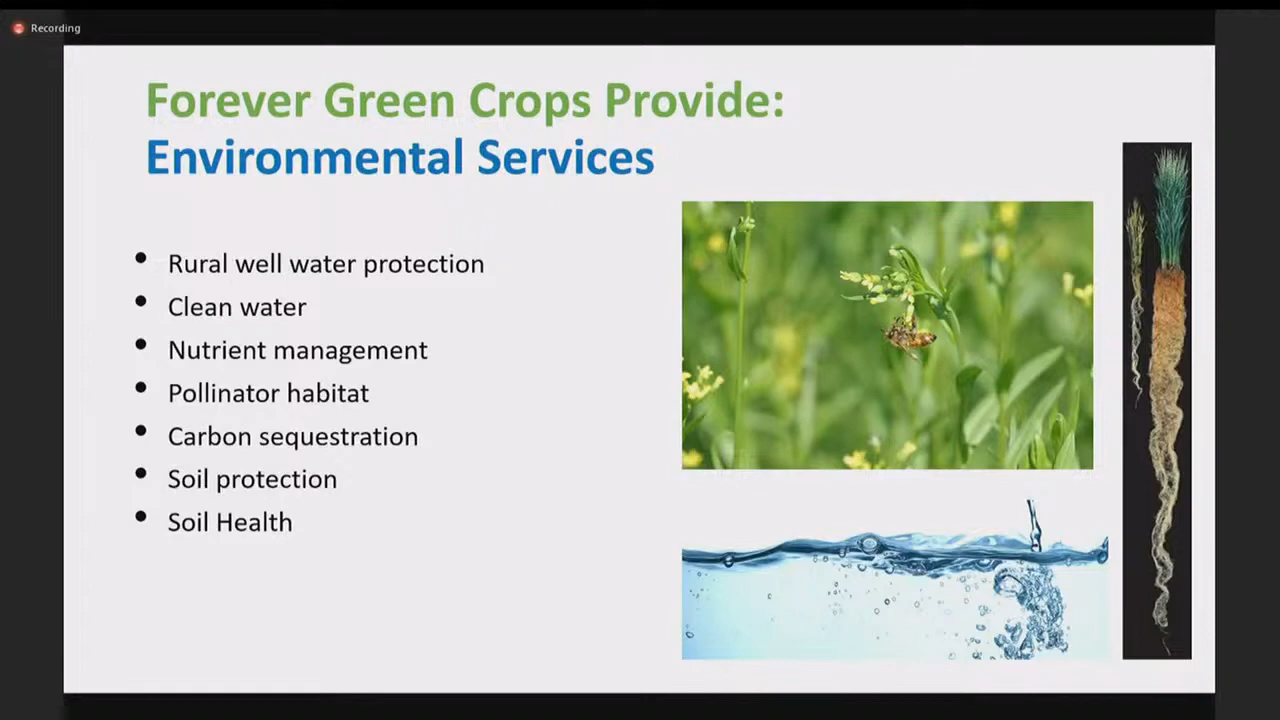 Recording
Forever Green Crops Provide:
Environmental Services
• Rural well water protection
• Clean water
• Nutrient management
• Pollinator habitat
• Carbon sequestration
• Soil protection
• Soil Health